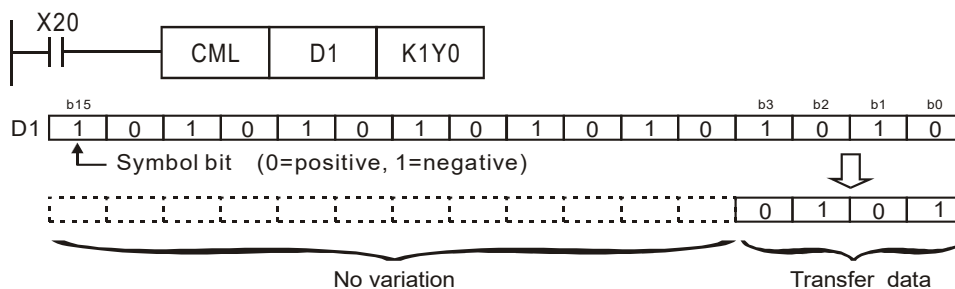 X20
CML D1 K1Y0
b15 b3 b2 b1 b0
D1 1 0 1 0 1 0 1 0 1 0 1 0 1 0 1 0
Symbol bit (0=positive, 1=negative)
0 1 0 1
No variation Transfer data